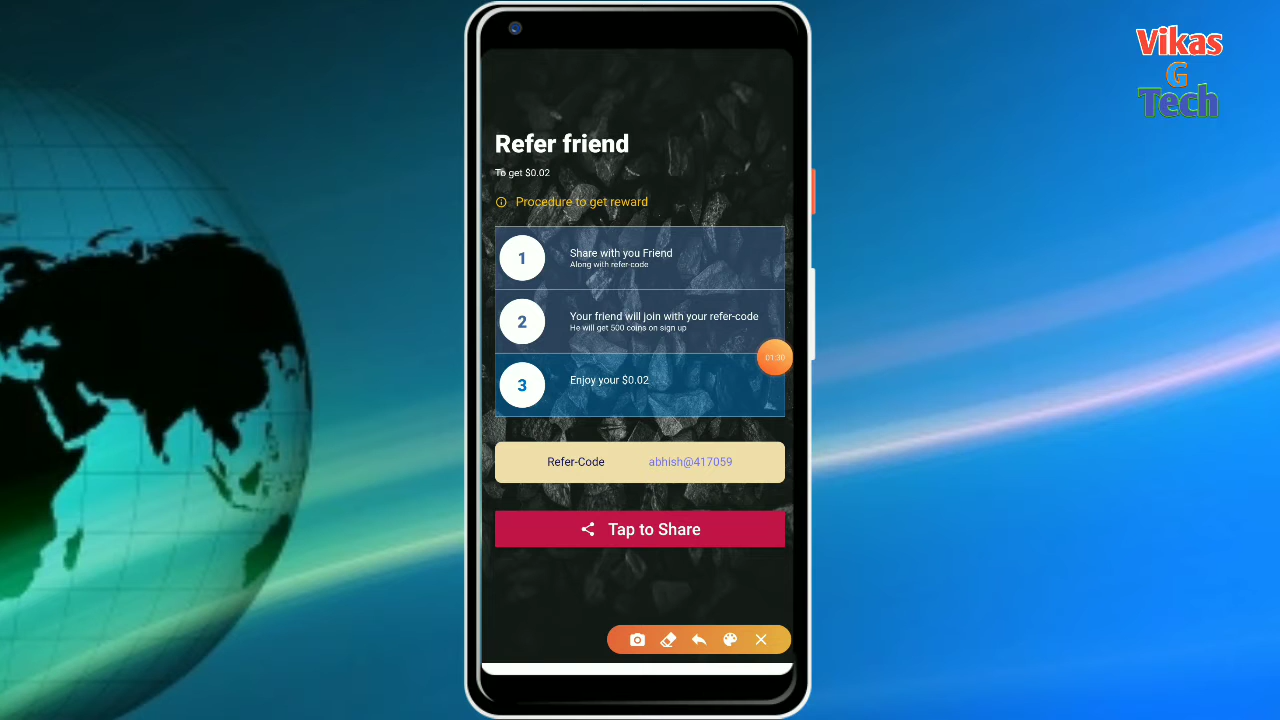 Vikas
G
Tech
Refer friend
To get $0.02
Procedure to get reward
1
Share with you Friend
Along with refer-code
2
Your friend will join with your refer-code
He will get 500 coins on sign up
01:30
3
Enjoy your $0.02
Refer-Code abhish@417059
Tap to Share